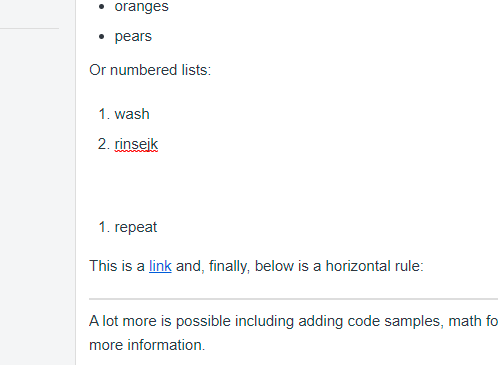 • oranges
• pears
Or numbered lists:
1. wash
2. rinsejk
1. repeat
This is a link and, finally, below is a horizontal rule:
A lot more is possible including adding code samples, math fo
more information.